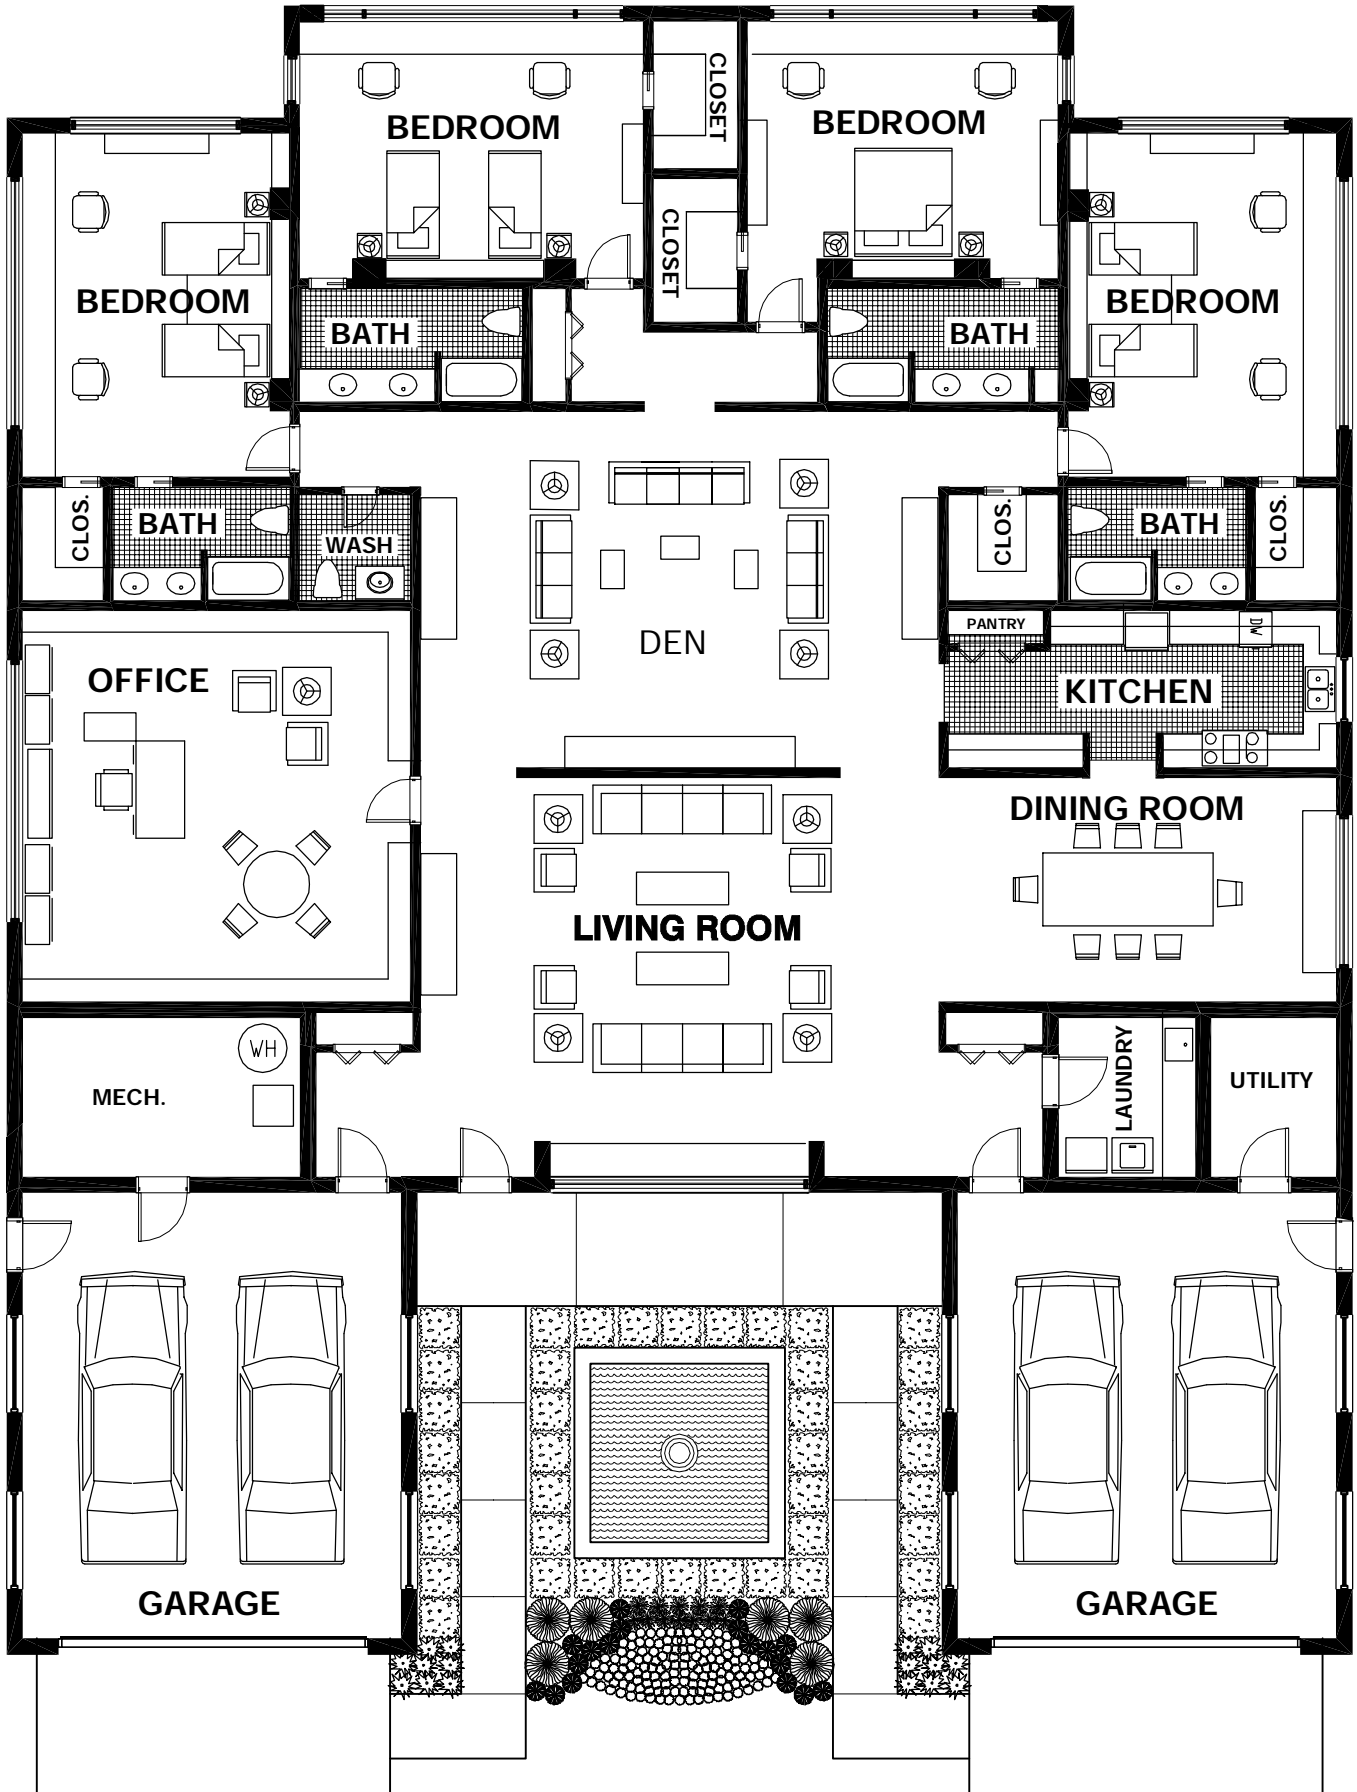 CLOSET
BEDROOM
BEDROOM
CLOSET
BEDROOM
BEDROOM
BATH
BATH
CLOS.
BATH
WASH
CLOS.
BATH
CLOS.
PANTRY
DW
DEN
OFFICE
KITCHEN
DINING ROOM
LIVING ROOM
WH
MECH.
LAUNDRY
UTILITY
GARAGE
GARAGE